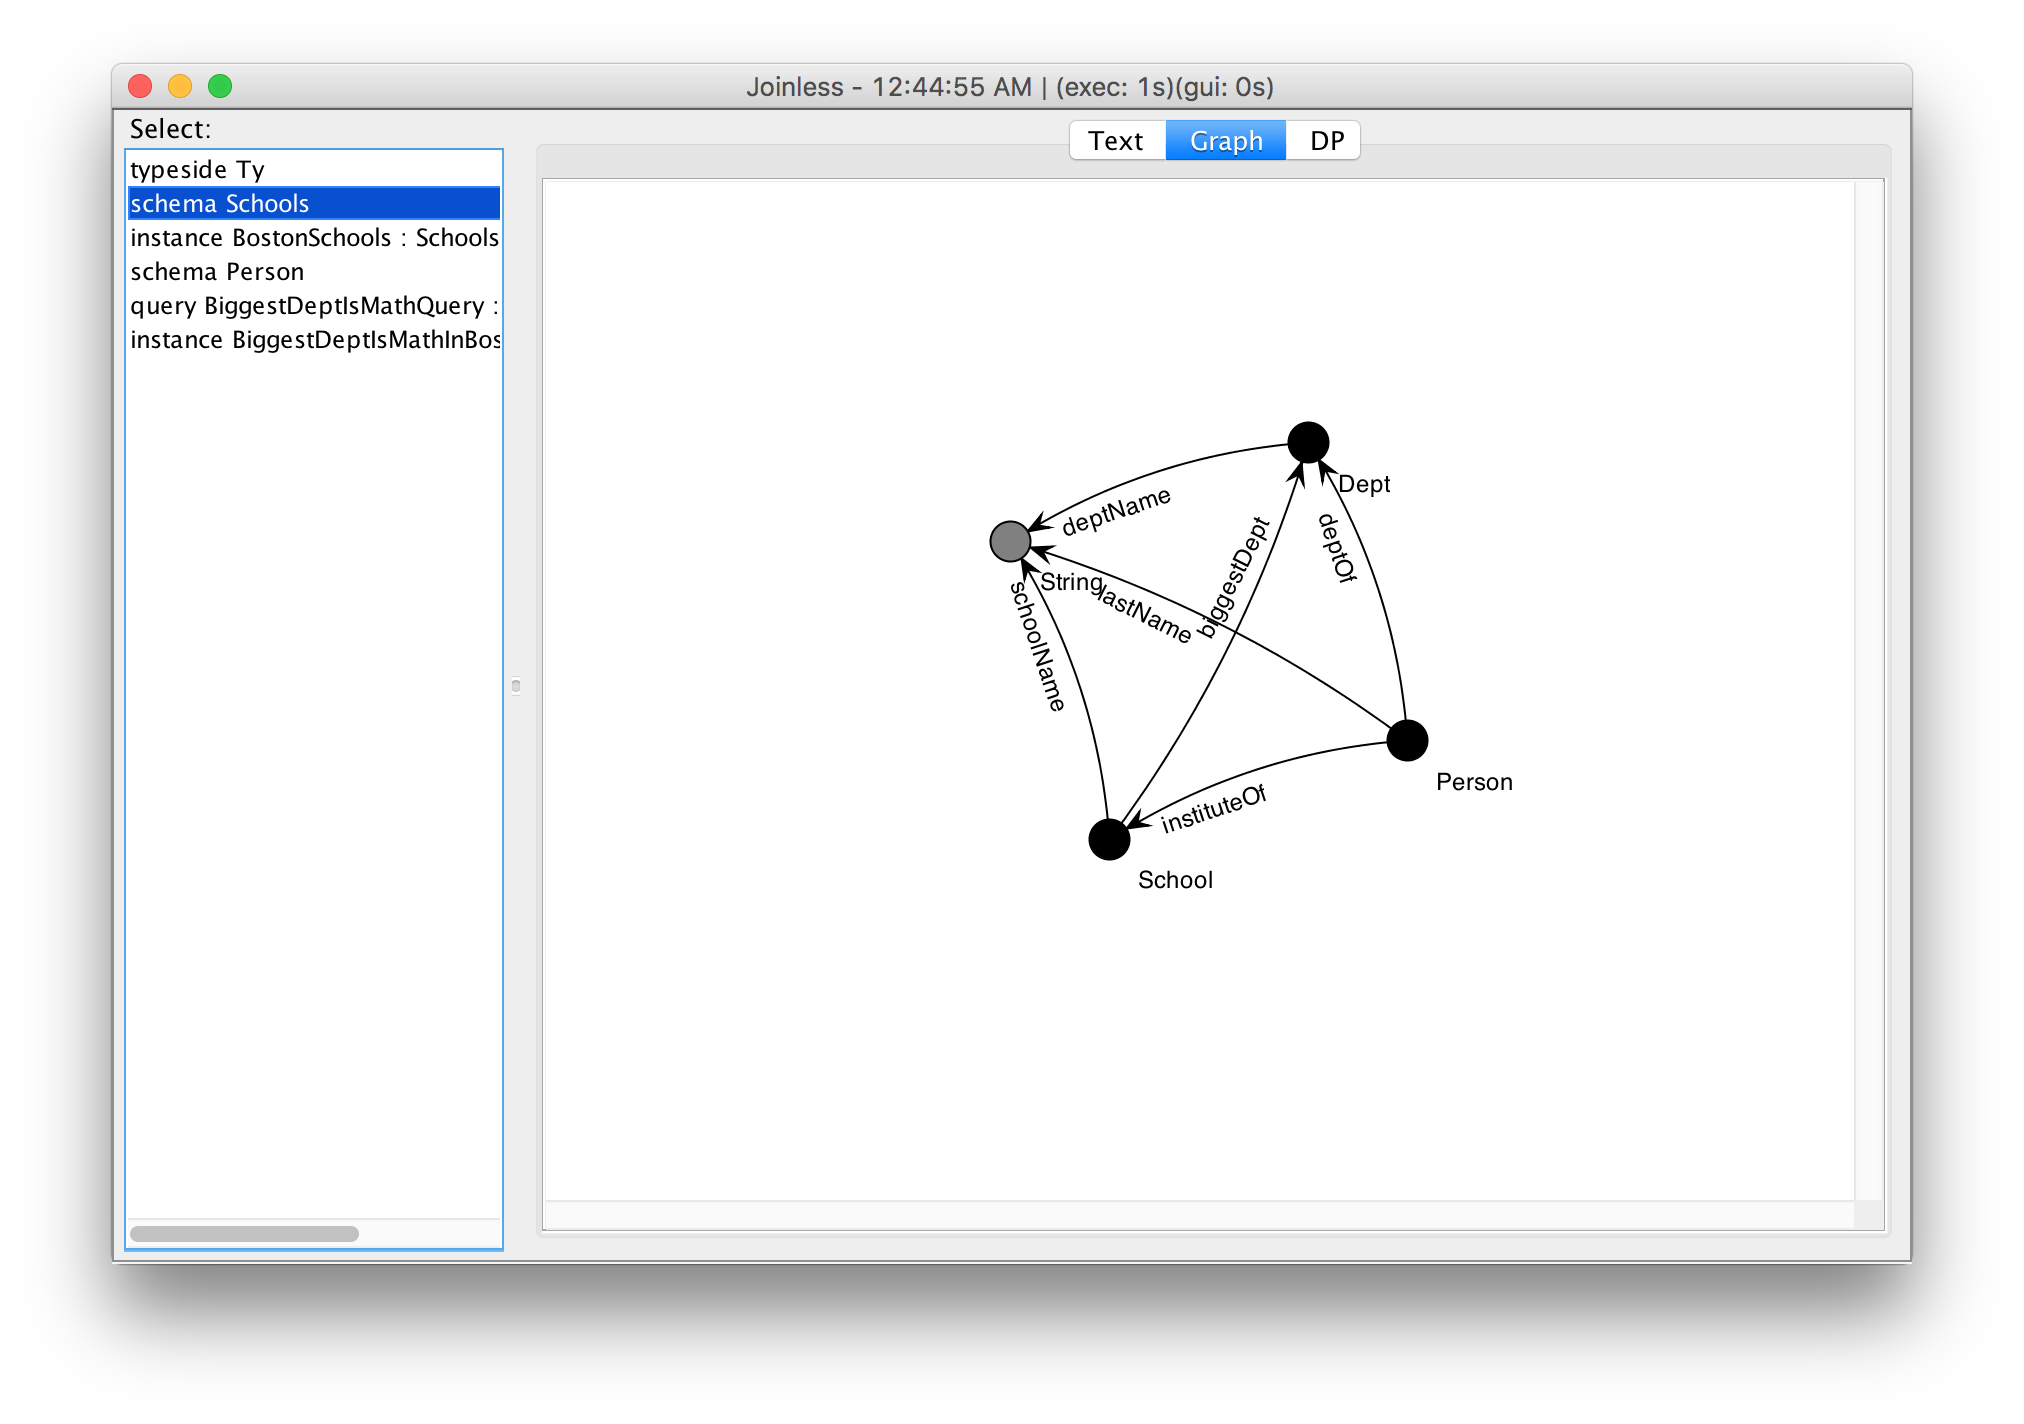 Joinless - 12:44:55 AM | (exec: 1s)(gui: 0s)
Select:
Text Graph DP
typeside Ty
schema Schools
instance BostonSchools : Schools
schema Person
query BiggestDeptIsMathQuery :
instance BiggestDeptIsMathInBos
Dept
deptName
deptOf
biggestDept
String
lastName
schoolName
Person
instituteOf
School